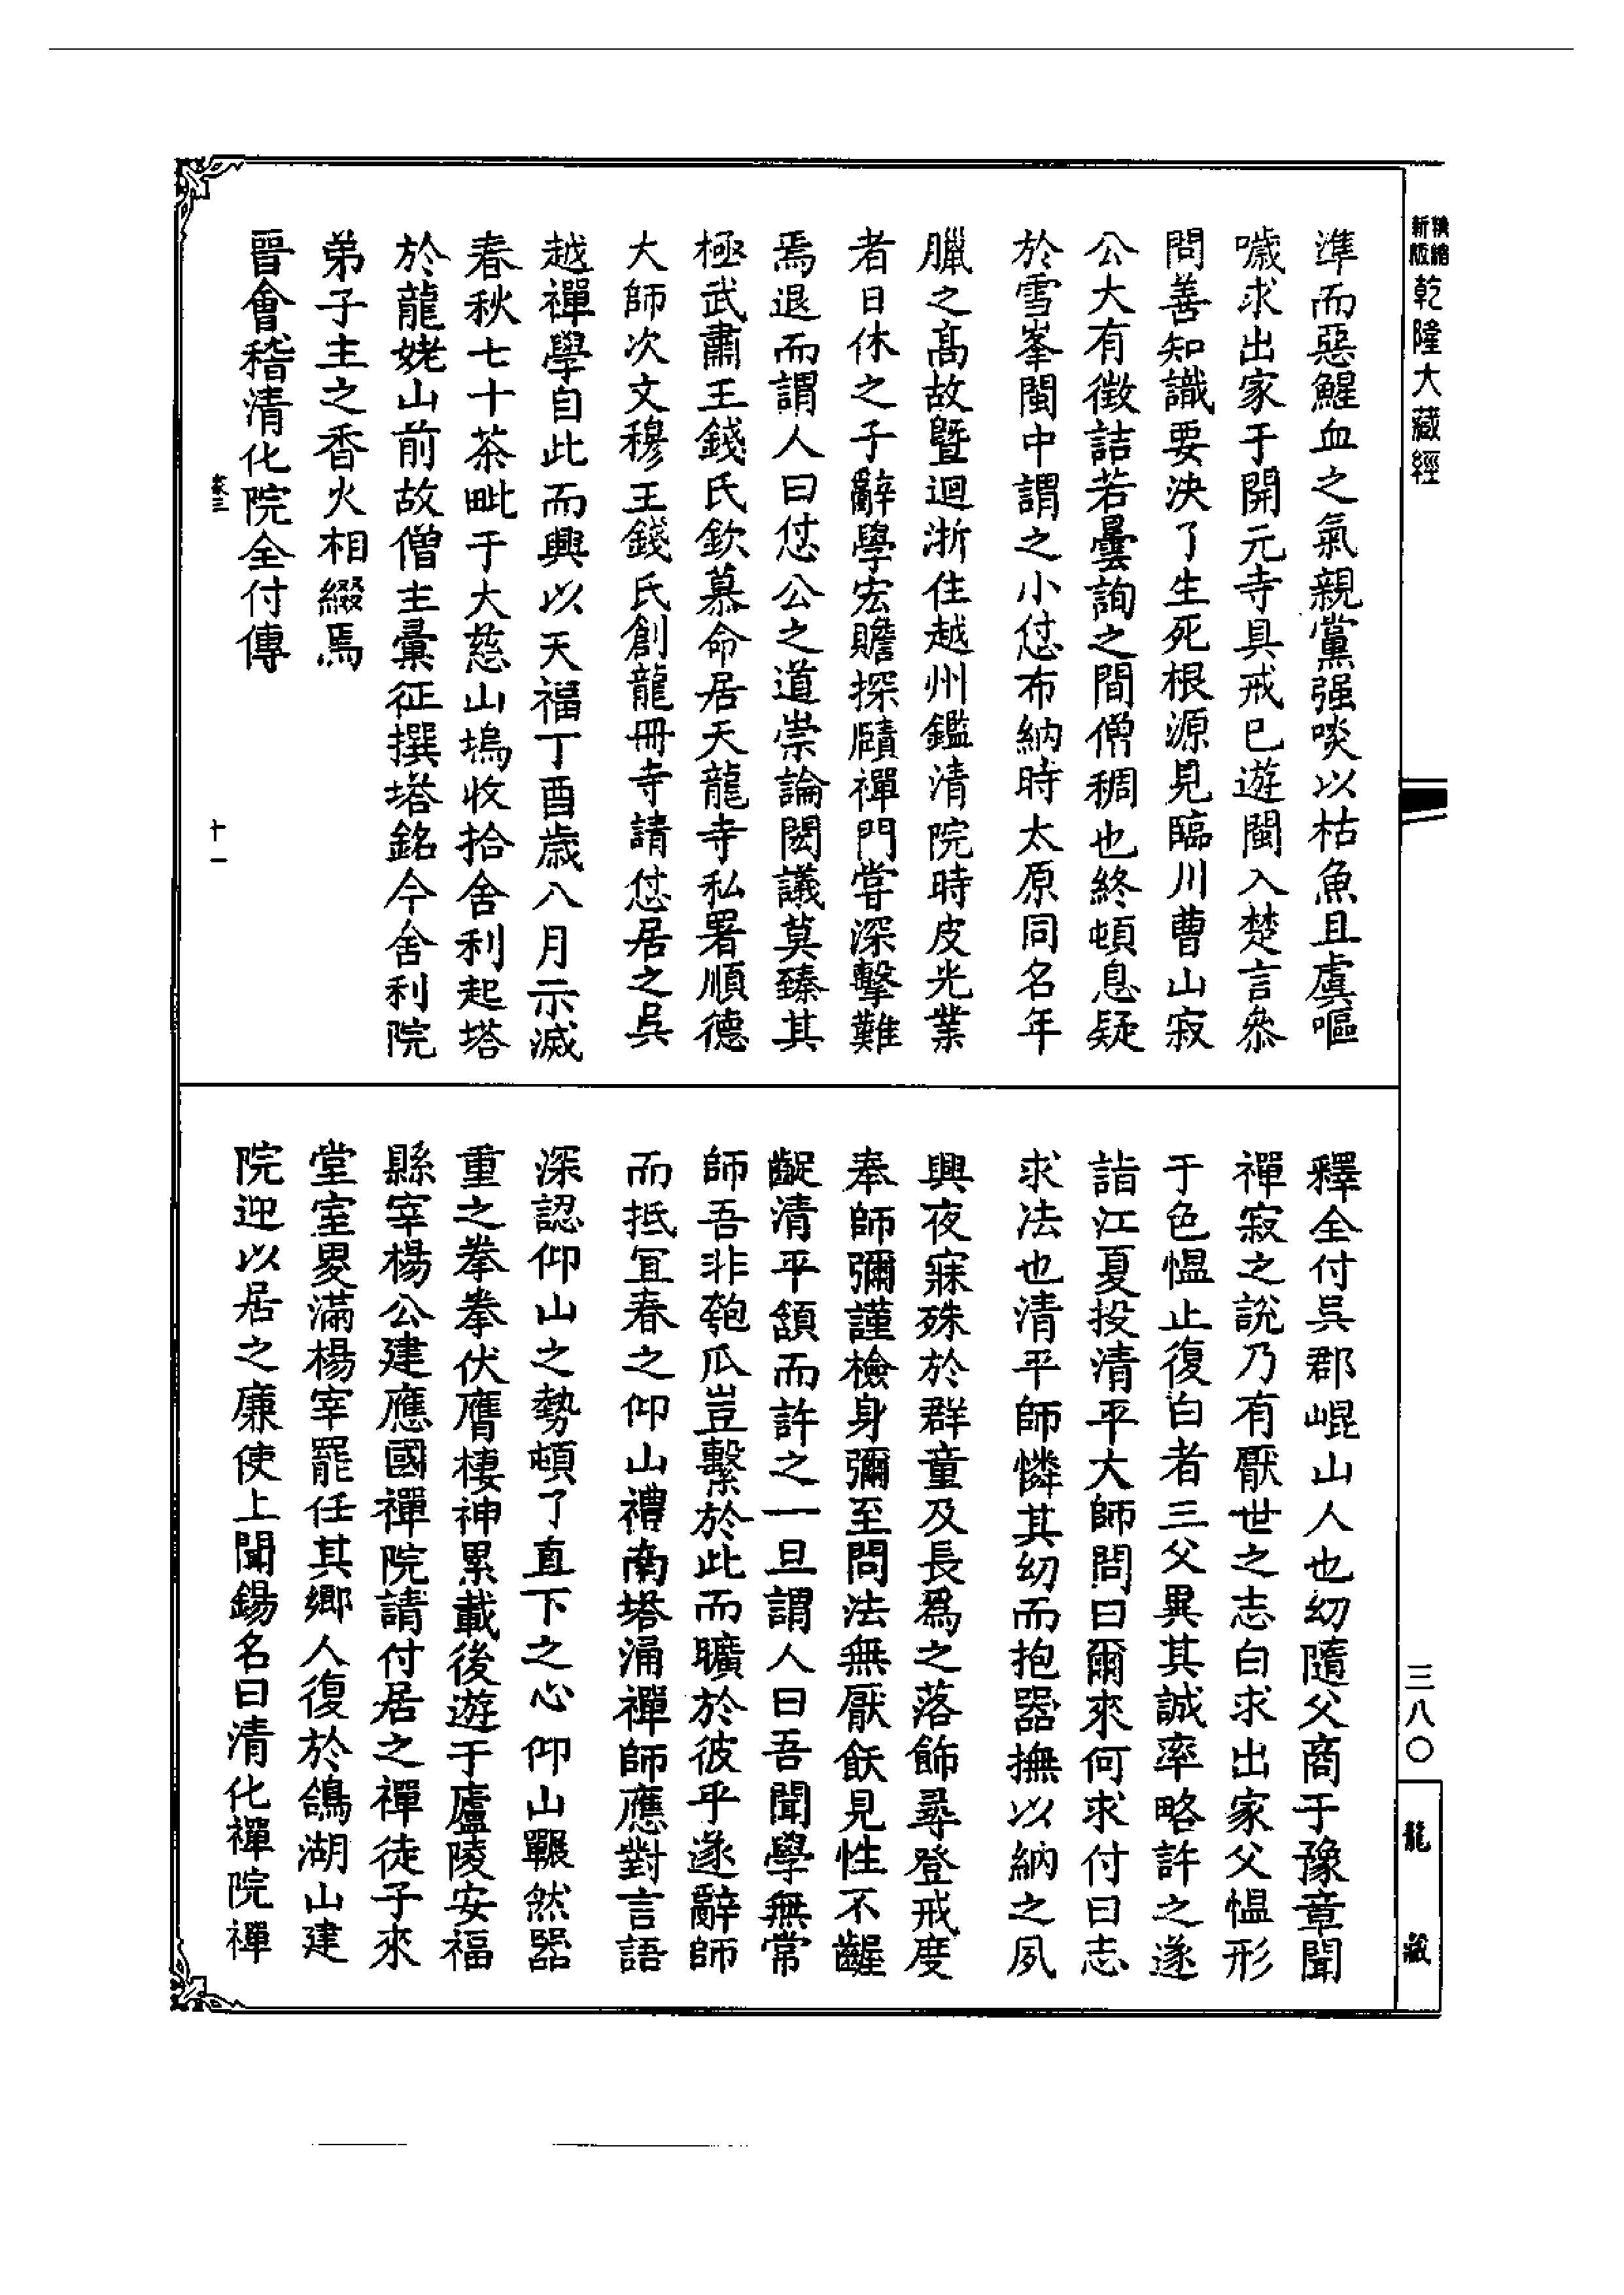 新版
乾隆大藏經
準而惡鯹血之氣親黨强啖以枯魚且虞嘔
噦求出家于開元寺具戒已遊閩入楚言參
問善知識要決了生死根源見臨川曹山寂
公大有徵詰若曇詢之間僧稠也終頓息疑
於雪峯閩中謂之小怤布納時太原同名年
臘之高故曁迴浙住越州鑑清院時皮光業
者日休之子辭學宏贍探賾禪門嘗深擊難
焉退而謂人曰怤公之道崇論閎議莫臻其
極武肅王錢氏欽慕命居天龍寺私署順德
大師次文穆王錢氏創龍冊寺請怤居之吳
越禪學自此而興以天福丁酉歲八月示滅
春秋七十茶毗于大慈山塢收拾舍利起塔
於龍姥山前故僧主彙征撰塔銘今舍利院
弟子主之香火相綴焉
晉會稽清化院全付傳
十一
釋全付吳郡崐山人也幼隨父商于豫章聞
禪寂之說乃有厭世之志白求出家父愠形
于色愠止復白者三父異其誠率略許之遂
詣江夏投清平大師問曰爾來何求付曰志
求法也清平師憐其幼而抱器撫以納之夙
興夜寐殊於群童及長爲之落飾尋登戒度
奉師彌謹檢身彌至問法無厭飫見性不齷
齪清平頷而許之一旦謂人曰吾聞學無常
師吾非匏瓜豈繫於此而曠於彼乎遂辭師
而抵宜春之仰山禮南塔涌禪師應對言語
深認仰山之勢頓了直下之心仰山囅然器
重之拳拳伏膺棲神累載後遊于廬陵安福
縣宰楊公建應國禪院請付居之禪徒子來
堂室畟滿楊宰罷任其鄉人復於鴿湖山建
院迎以居之廉使上聞錫名曰清化禪院禪
三八〇
龍藏